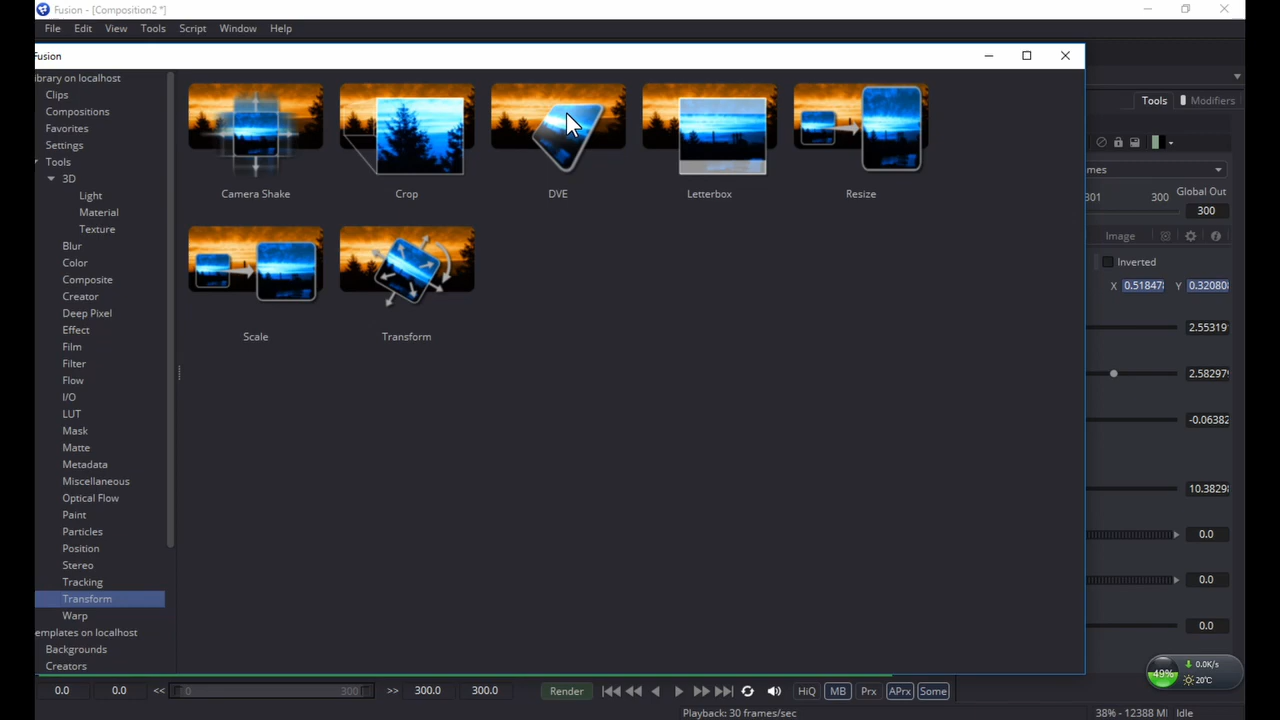 Fusion - [Composition2 *]
File Edit View Tools Script Window Help
Fusion
ibrary on localhost
Clips
Compositions
Favorites
Settings
Tools
3D
Light
Material
Texture
Blur
Color
Composite
Creator
Deep Pixel
Effect
Film
Filter
Flow
I/O
LUT
Mask
Matte
Metadata
Miscellaneous
Optical Flow
Paint
Particles
Position
Stereo
Tracking
Transform
Warp
emplates on localhost
Backgrounds
Creators
Camera Shake Crop DVE Letterbox Resize
Scale Transform
Tools Modifiers
mes
301 300 Global Out
300
Image
Inverted
X 0.51847 Y 0.32080
2.55319
2.58297
-0.06382
10.3829
0.0
0.0
0.0
49% 0.0K/s
20°C
0.0 0.0 << 0 300 >> 300.0 300.0 Render HiQ MB Prx APrx Some
Playback: 30 frames/sec 38% - 12388 M Idle